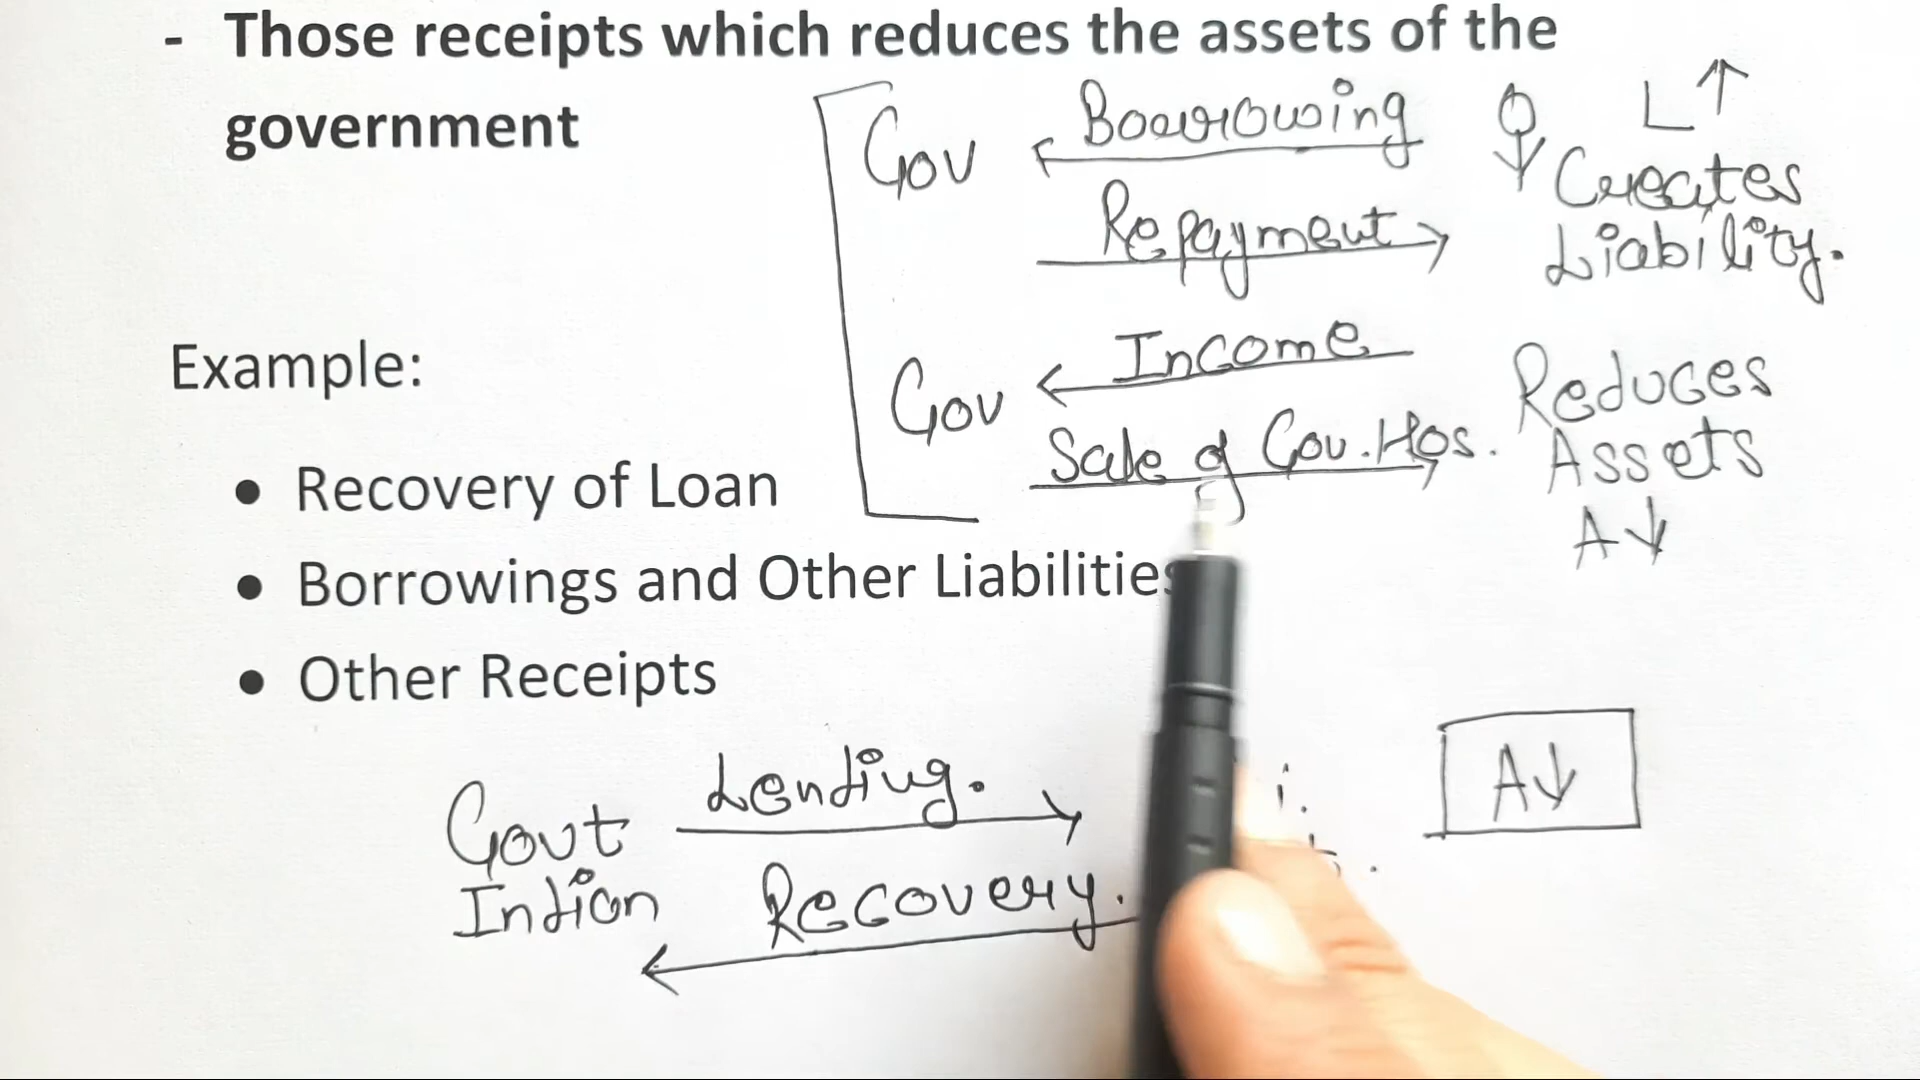 - Those receipts which reduces the assets of the
government
Gov Borrowing L↑
Repayment Creates
Liability.
Example:
Income Reduces
Gov Sale of Gov. Hos. Assets
A↓
• Recovery of Loan
• Borrowings and Other Liabilities
• Other Receipts
Govt Lending. A↓
Indian Recovery.